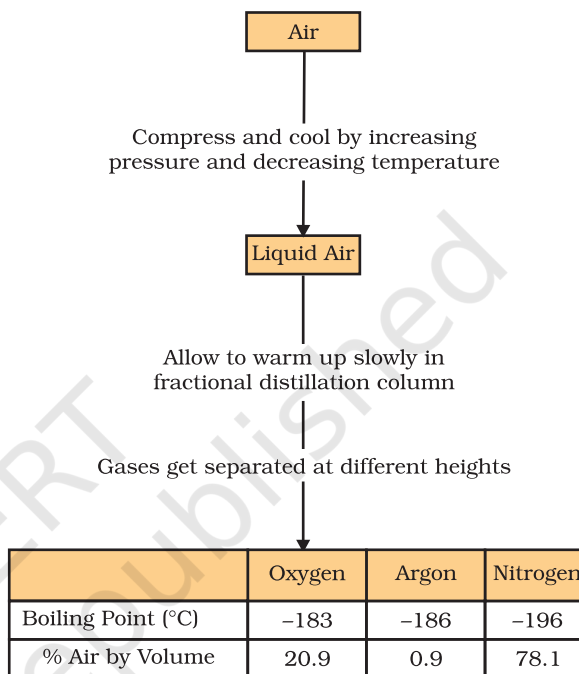 Air
Compress and cool by increasing
pressure and decreasing temperature
Liquid Air
Allow to warm up slowly in
fractional distillation column
Gases get separated at different heights
Oxygen Argon Nitrogen
Boiling Point (°C) –183 –186 –196
% Air by Volume 20.9 0.9 78.1